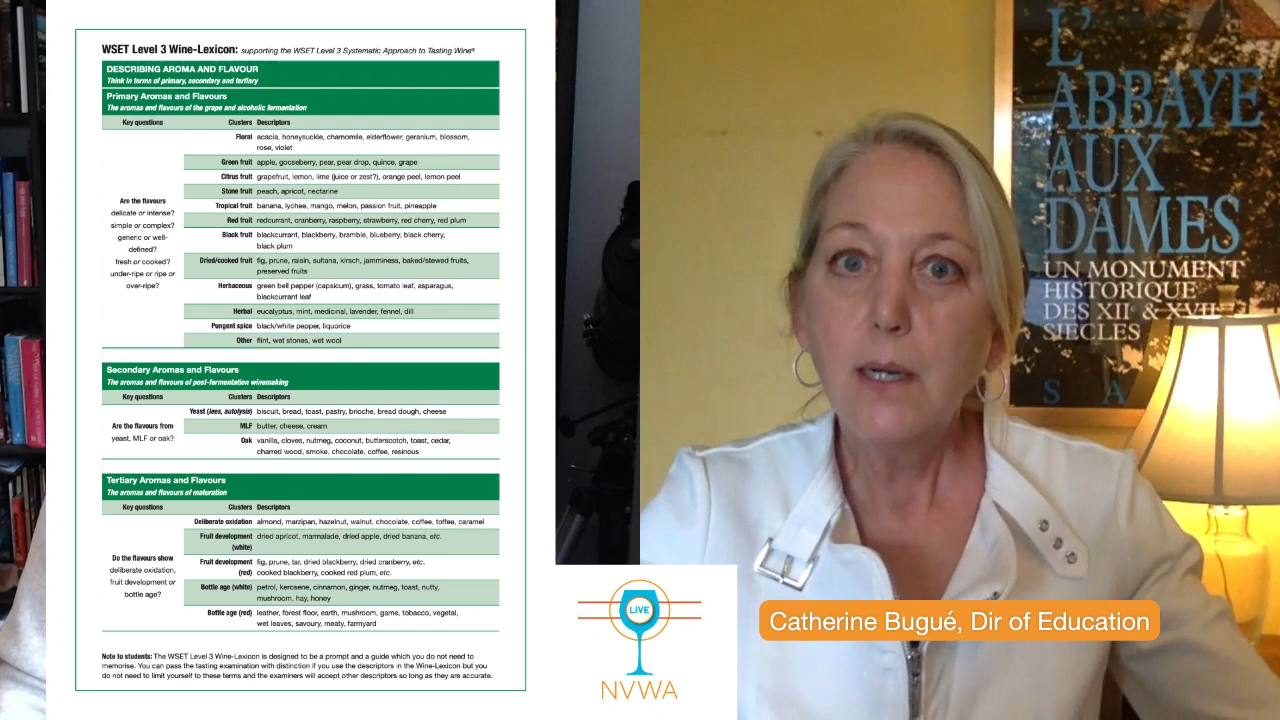 WSET Level 3 Wine-Lexicon: supporting the WSET Level 3 Systematic Approach to Tasting Wine®
DESCRIBING AROMA AND FLAVOUR
Think in terms of primary, secondary and tertiary
Primary Aromas and Flavours
The aromas and flavours of the grape and alcoholic fermentation
Key questions Clusters Descriptors
Are the flavours
delicate or intense?
simple or complex?
generic or well-
defined?
fresh or cooked?
under-ripe or ripe or
over-ripe?
Floral acacia, honeysuckle, chamomile, elderflower, geranium, blossom,
rose, violet
Green fruit apple, gooseberry, pear, pear drop, quince, grape
Citrus fruit grapefruit, lemon, lime (juice or zest?), orange peel, lemon peel
Stone fruit peach, apricot, nectarine
Tropical fruit banana, lychee, mango, melon, passion fruit, pineapple
Red fruit redcurrant, cranberry, raspberry, strawberry, red cherry, red plum
Black fruit blackcurrant, blackberry, bramble, blueberry, black cherry,
black plum
Dried/cooked fruit fig, prune, raisin, sultana, kirsch, jamminess, baked/stewed fruits,
preserved fruits
Herbaceous green bell pepper (capsicum), grass, tomato leaf, asparagus,
blackcurrant leaf
Herbal eucalyptus, mint, medicinal, lavender, fennel, dill
Pungent spice black/white pepper, liquorice
Other flint, wet stones, wet wool
Secondary Aromas and Flavours
The aromas and flavours of post-fermentation winemaking
Key questions Clusters Descriptors
Are the flavours from
yeast, MLF or oak?
Yeast (lees, autolysis) biscuit, bread, toast, pastry, brioche, bread dough, cheese
MLF butter, cheese, cream
Oak vanilla, cloves, nutmeg, coconut, butterscotch, toast, cedar,
charred wood, smoke, chocolate, coffee, resinous
Tertiary Aromas and Flavours
The aromas and flavours of maturation
Key questions Clusters Descriptors
Do the flavours show
deliberate oxidation,
fruit development or
bottle age?
Deliberate oxidation almond, marzipan, hazelnut, walnut, chocolate, coffee, toffee, caramel
Fruit development dried apricot, marmalade, dried apple, dried banana, etc.
(white)
Fruit development fig, prune, tar, dried blackberry, dried cranberry, etc.
(red) cooked blackberry, cooked red plum, etc.
Bottle age (white) petrol, kerosene, cinnamon, ginger, nutmeg, toast, nutty,
mushroom, hay, honey
Bottle age (red) leather, forest floor, earth, mushroom, game, tobacco, vegetal,
wet leaves, savoury, meaty, farmyard
Note to students: The WSET Level 3 Wine-Lexicon is designed to be a prompt and a guide which you do not need to
memorise. You can pass the tasting examination with distinction if you use the descriptors in the Wine-Lexicon but you
do not need to limit yourself to these terms and the examiners will accept other descriptors so long as they are accurate.
LIVE
NVWA
L'
ABBAYE
AUX
DAMES
UN MONUMENT
HISTORIQUE
DES XIIe & XVIIe
SIECLES
S A
Catherine Bugué, Dir of Education